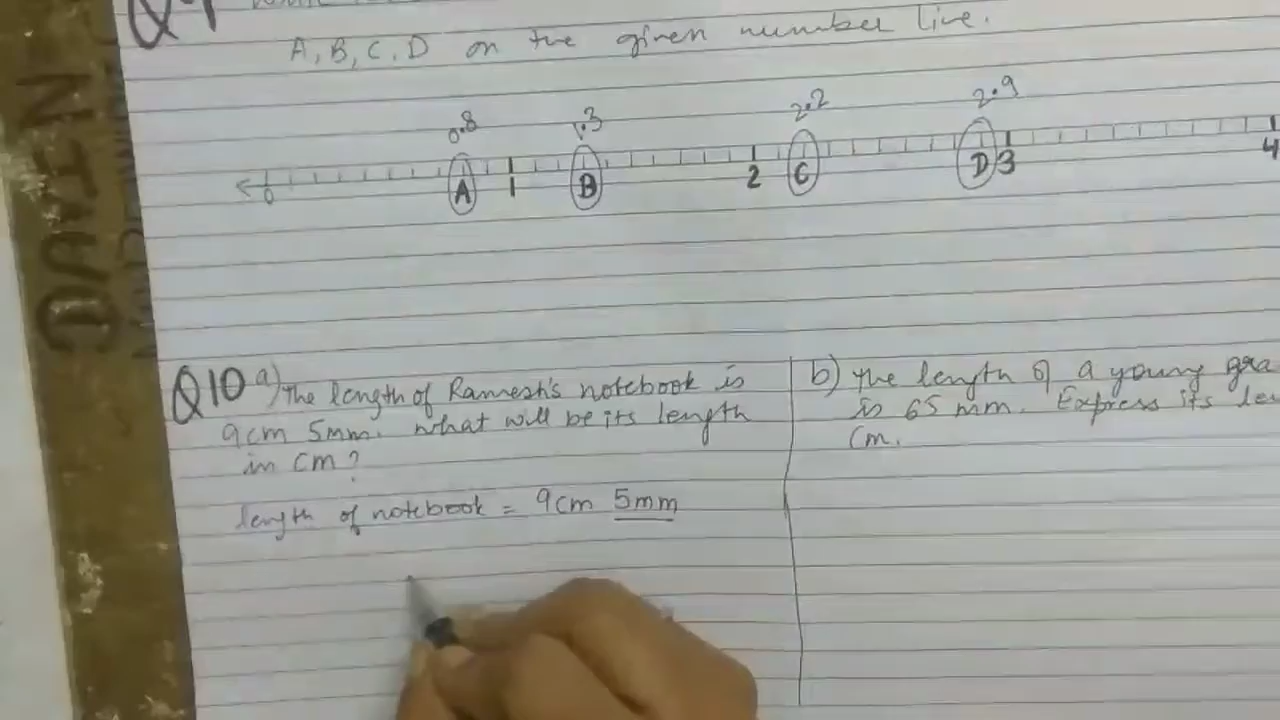 A, B, C, D on the given number line.
0.8 1.3 2.2 2.9
0 A 1 B 2 C D 3 4
Q10 a) The length of Ramesh's notebook is
9cm 5mm. What will be its length
in cm?
length of notebook = 9cm 5mm
b) The length of a young gra
is 65 mm. Express its le
cm.